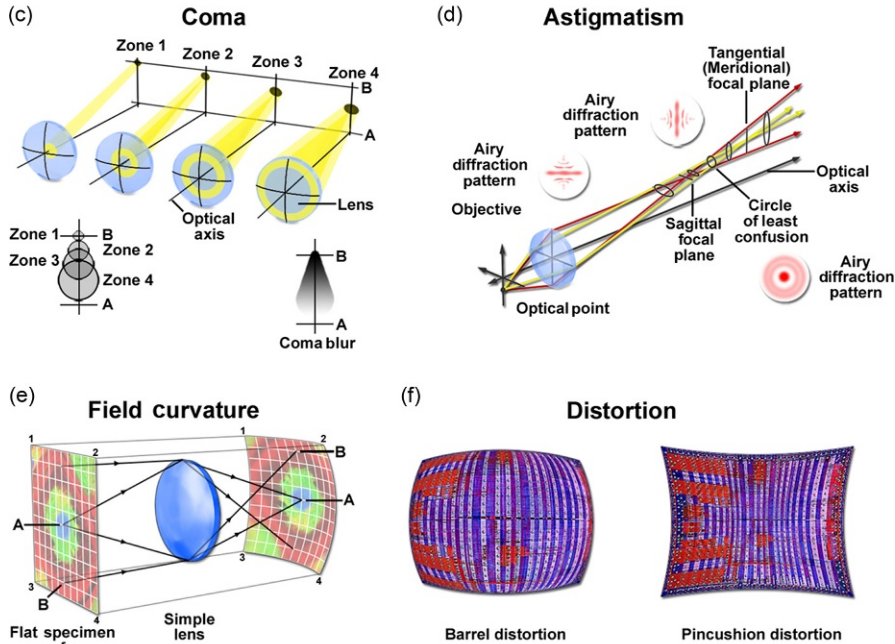 (c)
Coma
Zone 1
Zone 2
Zone 3
Zone 4
B
A
Optical
axis
Lens
Zone 1
B
Zone 2
Zone 3
Zone 4
A
B
A
Coma blur
(d)
Astigmatism
Tangential
(Meridional)
focal plane
Airy
diffraction
pattern
Airy
diffraction
pattern
Objective
Optical
axis
Circle
of least
confusion
Sagittal
focal
plane
Airy
diffraction
pattern
Optical point
(e)
Field curvature
1
2
A
3
B
4
1
2
B
A
3
4
Flat specimen
Simple
lens
(f)
Distortion
Barrel distortion
Pincushion distortion